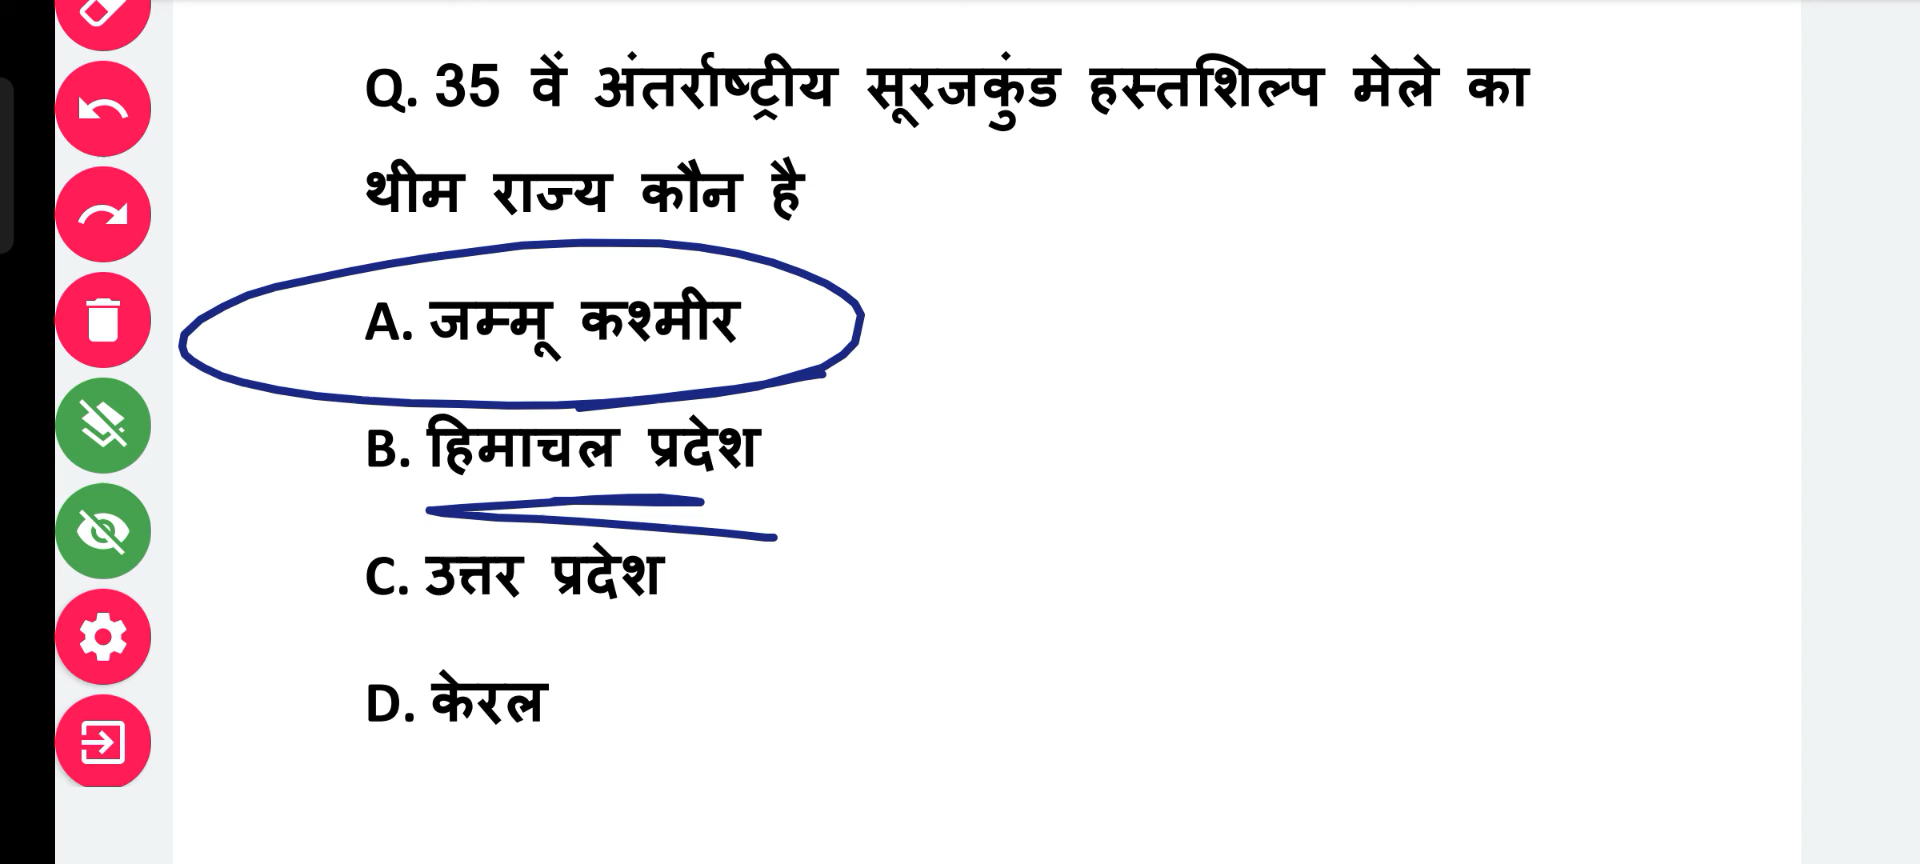 Q. 35 वें अंतर्राष्ट्रीय सूरजकुंड हस्तशिल्प मेले का
थीम राज्य कौन है
A. जम्मू कश्मीर
B. हिमाचल प्रदेश
C. उत्तर प्रदेश
D. केरल